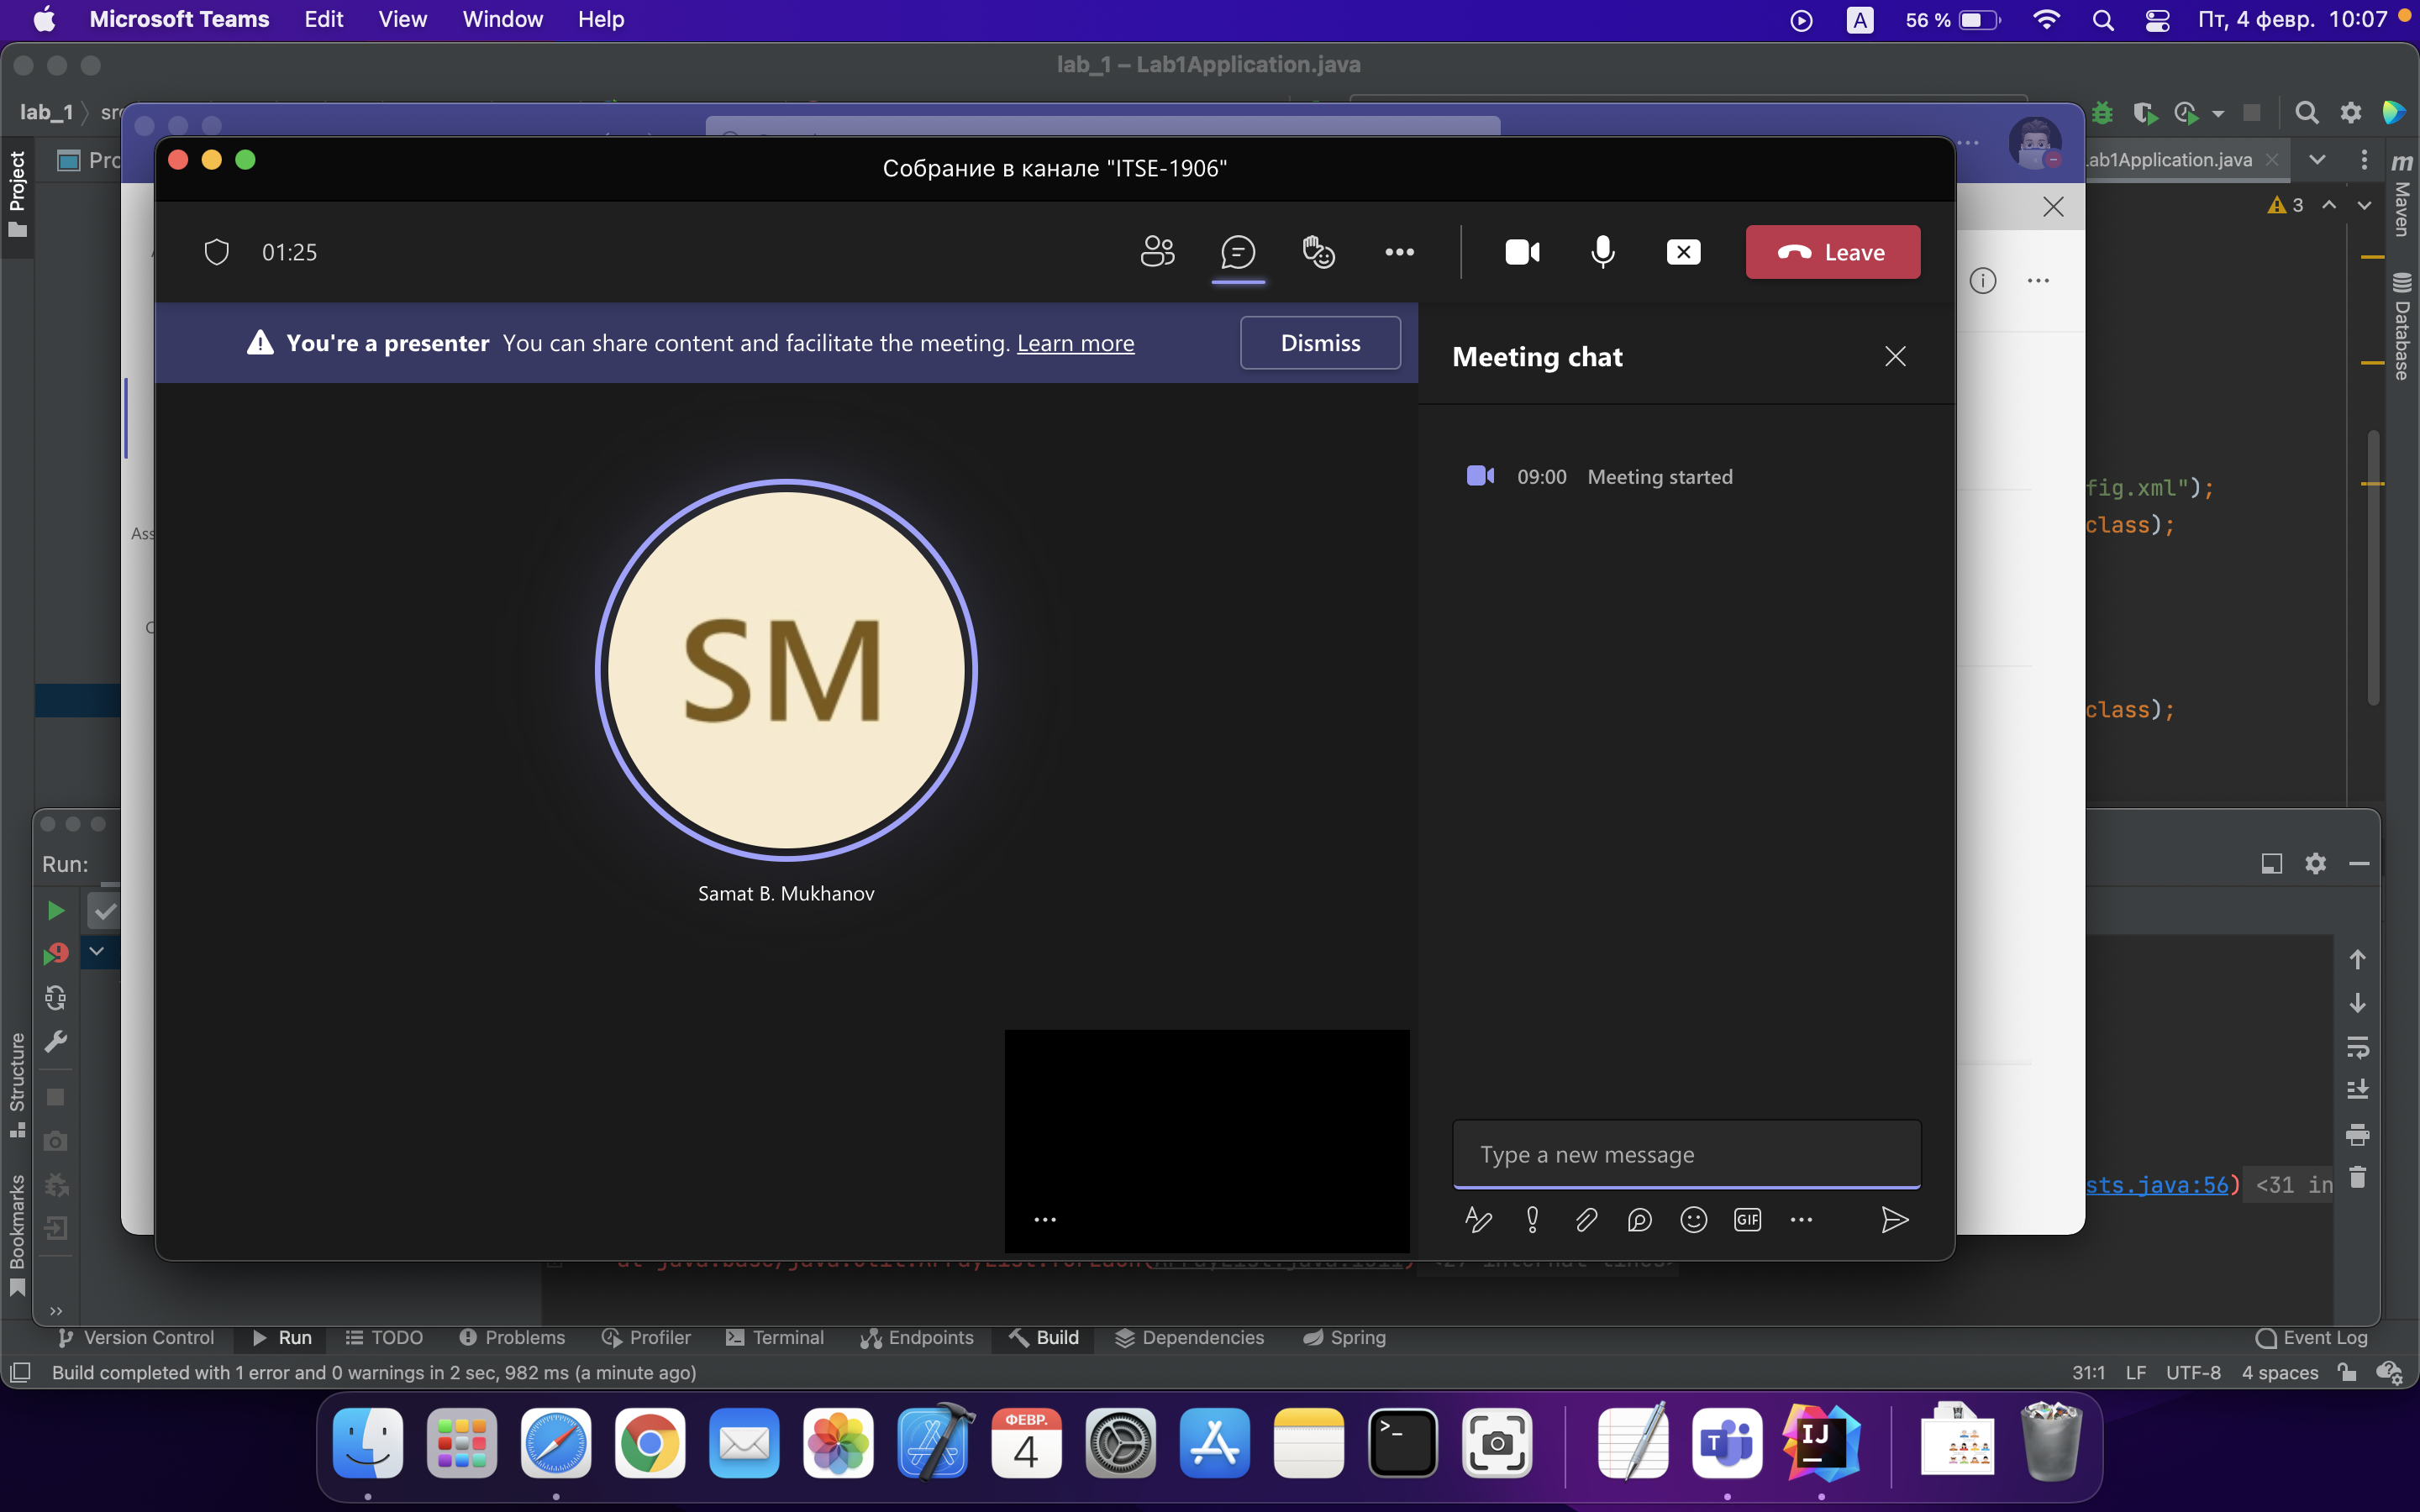 Microsoft Teams Edit View Window Help A 56 % Пт, 4 февр. 10:07
lab_1 – Lab1Application.java
lab_1
Собрание в канале "ITSE-1906"
Lab1Application.java
Project
Maven
Database
3
01:25
Leave
You're a presenter You can share content and facilitate the meeting. Learn more
Dismiss
Meeting chat
09:00 Meeting started
fig.xml");
class);
class);
SM
Samat B. Mukhanov
Run:
Structure
Bookmarks
Type a new message
GIF
sts.java:56) <31 in
Version Control Run TODO Problems Profiler Terminal Endpoints Build Dependencies Spring Event Log
Build completed with 1 error and 0 warnings in 2 sec, 982 ms (a minute ago)
31:1 LF UTF-8 4 spaces
ФЕВР.
4
T
IJ